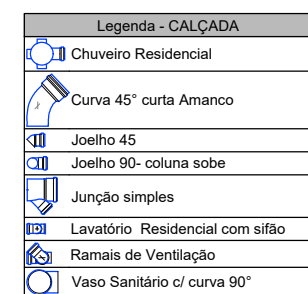 Legenda - CALÇADA
Chuveiro Residencial
Curva 45° curta Amanco
Joelho 45
Joelho 90- coluna sobe
Junção simples
Lavatório  Residencial com sifão
Ramais de Ventilação
Vaso Sanitário c/ curva 90°